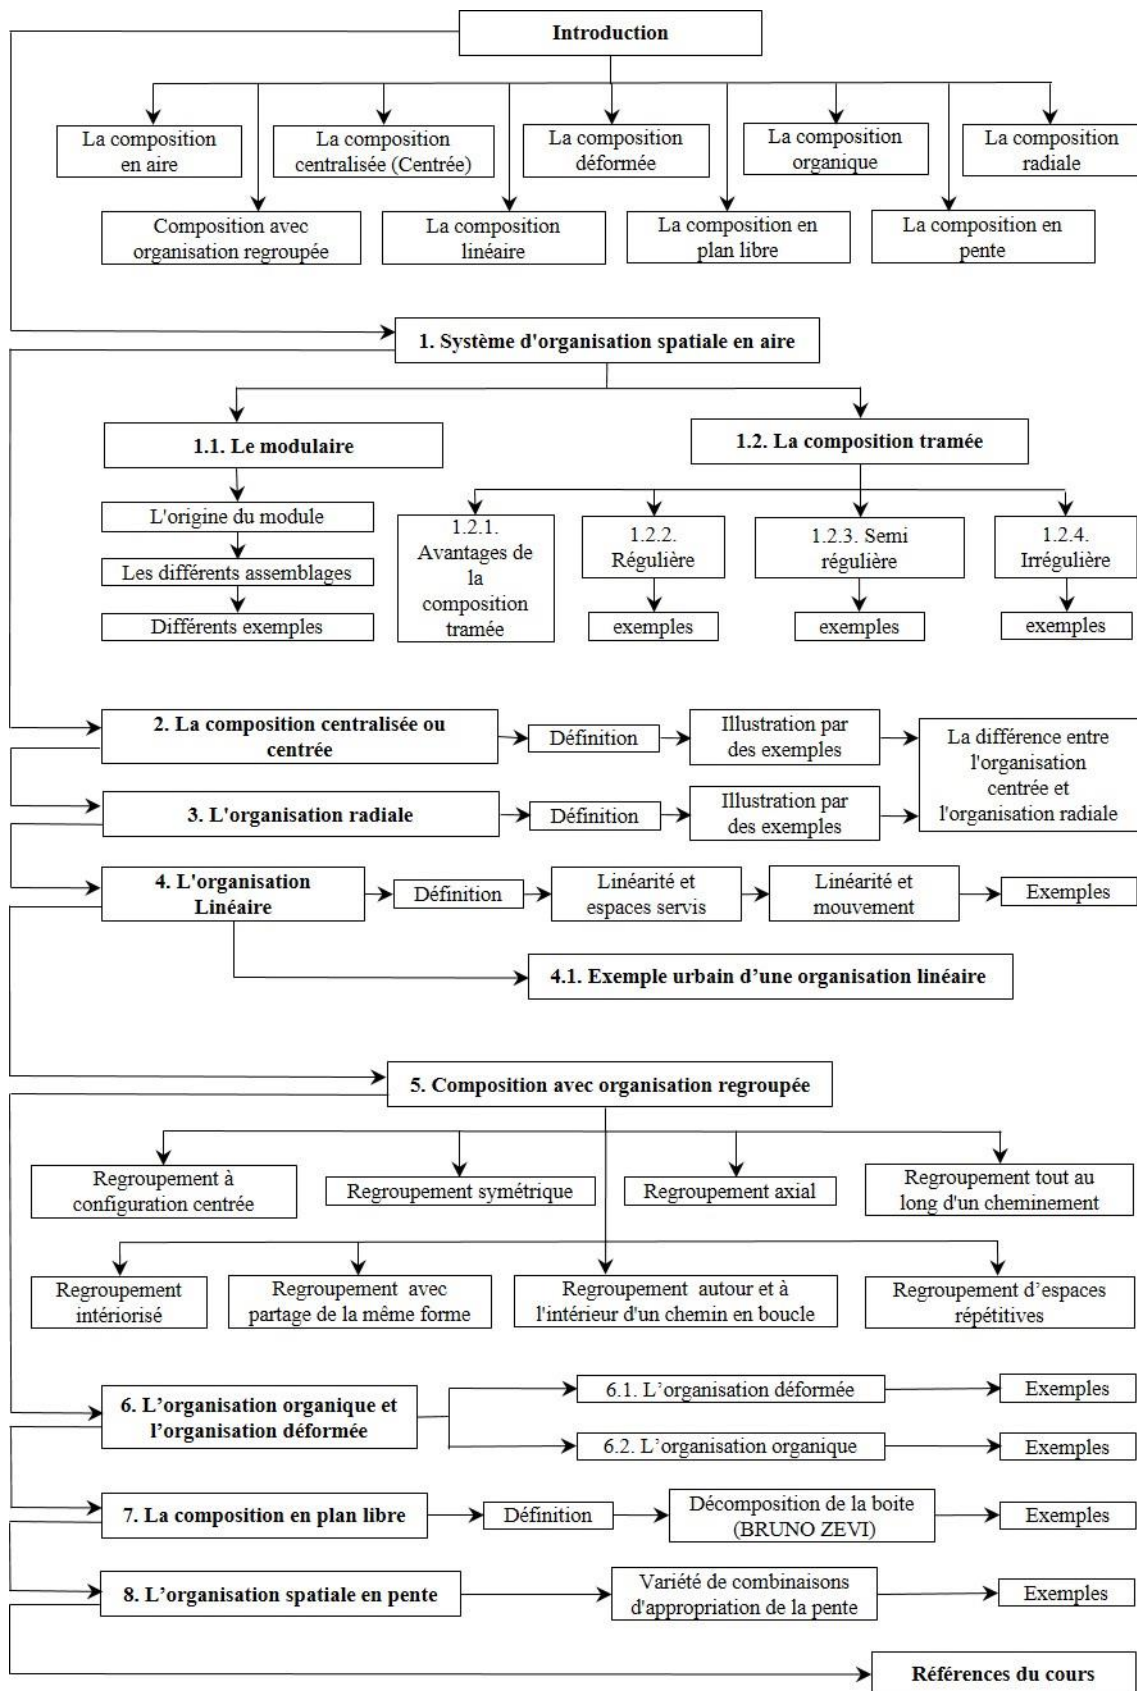 Introduction
La composition
en aire
La composition
centralisée (Centrée)
La composition
déformée
La composition
organique
La composition
radiale
Composition avec
organisation regroupée
La composition
linéaire
La composition en
plan libre
La composition en
pente
1. Système d'organisation spatiale en aire
1.1. Le modulaire
1.2. La composition tramée
L'origine du module
Les différents assemblages
Différents exemples
1.2.1.
Avantages de
la
composition
tramée
1.2.2.
Régulière
exemples
1.2.3. Semi
régulière
exemples
1.2.4.
Irrégulière
exemples
2. La composition centralisée ou
centrée
Définition
Illustration par
des exemples
La différence entre
l'organisation
centrée et
l'organisation radiale
3. L'organisation radiale
Définition
Illustration par
des exemples
4. L'organisation
Linéaire
Définition
Linéarité et
espaces servis
Linéarité et
mouvement
Exemples
4.1. Exemple urbain d’une organisation linéaire
5. Composition avec organisation regroupée
Regroupement à
configuration centrée
Regroupement symétrique
Regroupement axial
Regroupement tout au
long d'un cheminement
Regroupement
intériorisé
Regroupement avec
partage de la même forme
Regroupement autour et à
l'intérieur d'un chemin en boucle
Regroupement d’espaces
répétitives
6. L’organisation organique et
l’organisation déformée
6.1. L’organisation déformée
Exemples
6.2. L’organisation organique
Exemples
7. La composition en plan libre
Définition
Décomposition de la boite
(BRUNO ZEVI)
Exemples
8. L’organisation spatiale en pente
Variété de combinaisons
d'appropriation de la pente
Exemples
Références du cours